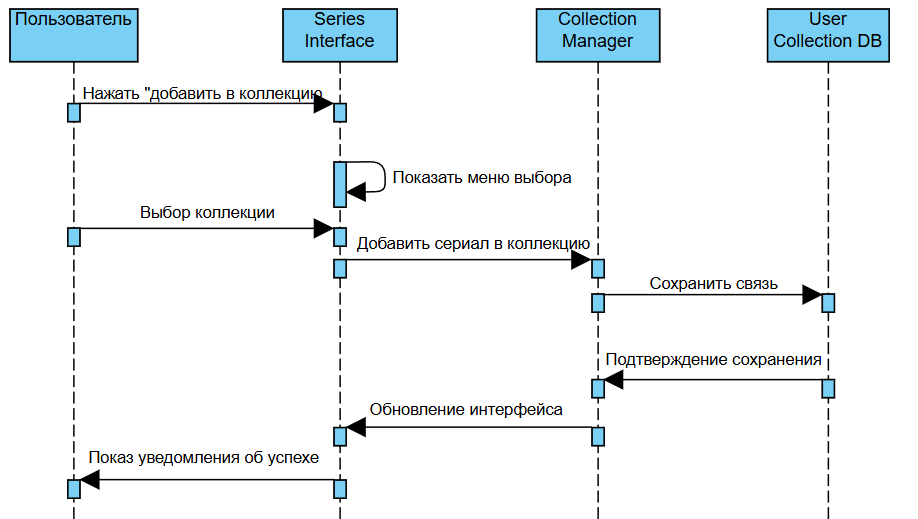 Пользователь
Series
Interface
Collection
Manager
User
Collection DB
Нажать "добавить в коллекцию
Показать меню выбора
Выбор коллекции
Добавить сериал в коллекцию
Сохранить связь
Подтверждение сохранения
Обновление интерфейса
Показ уведомления об успехе